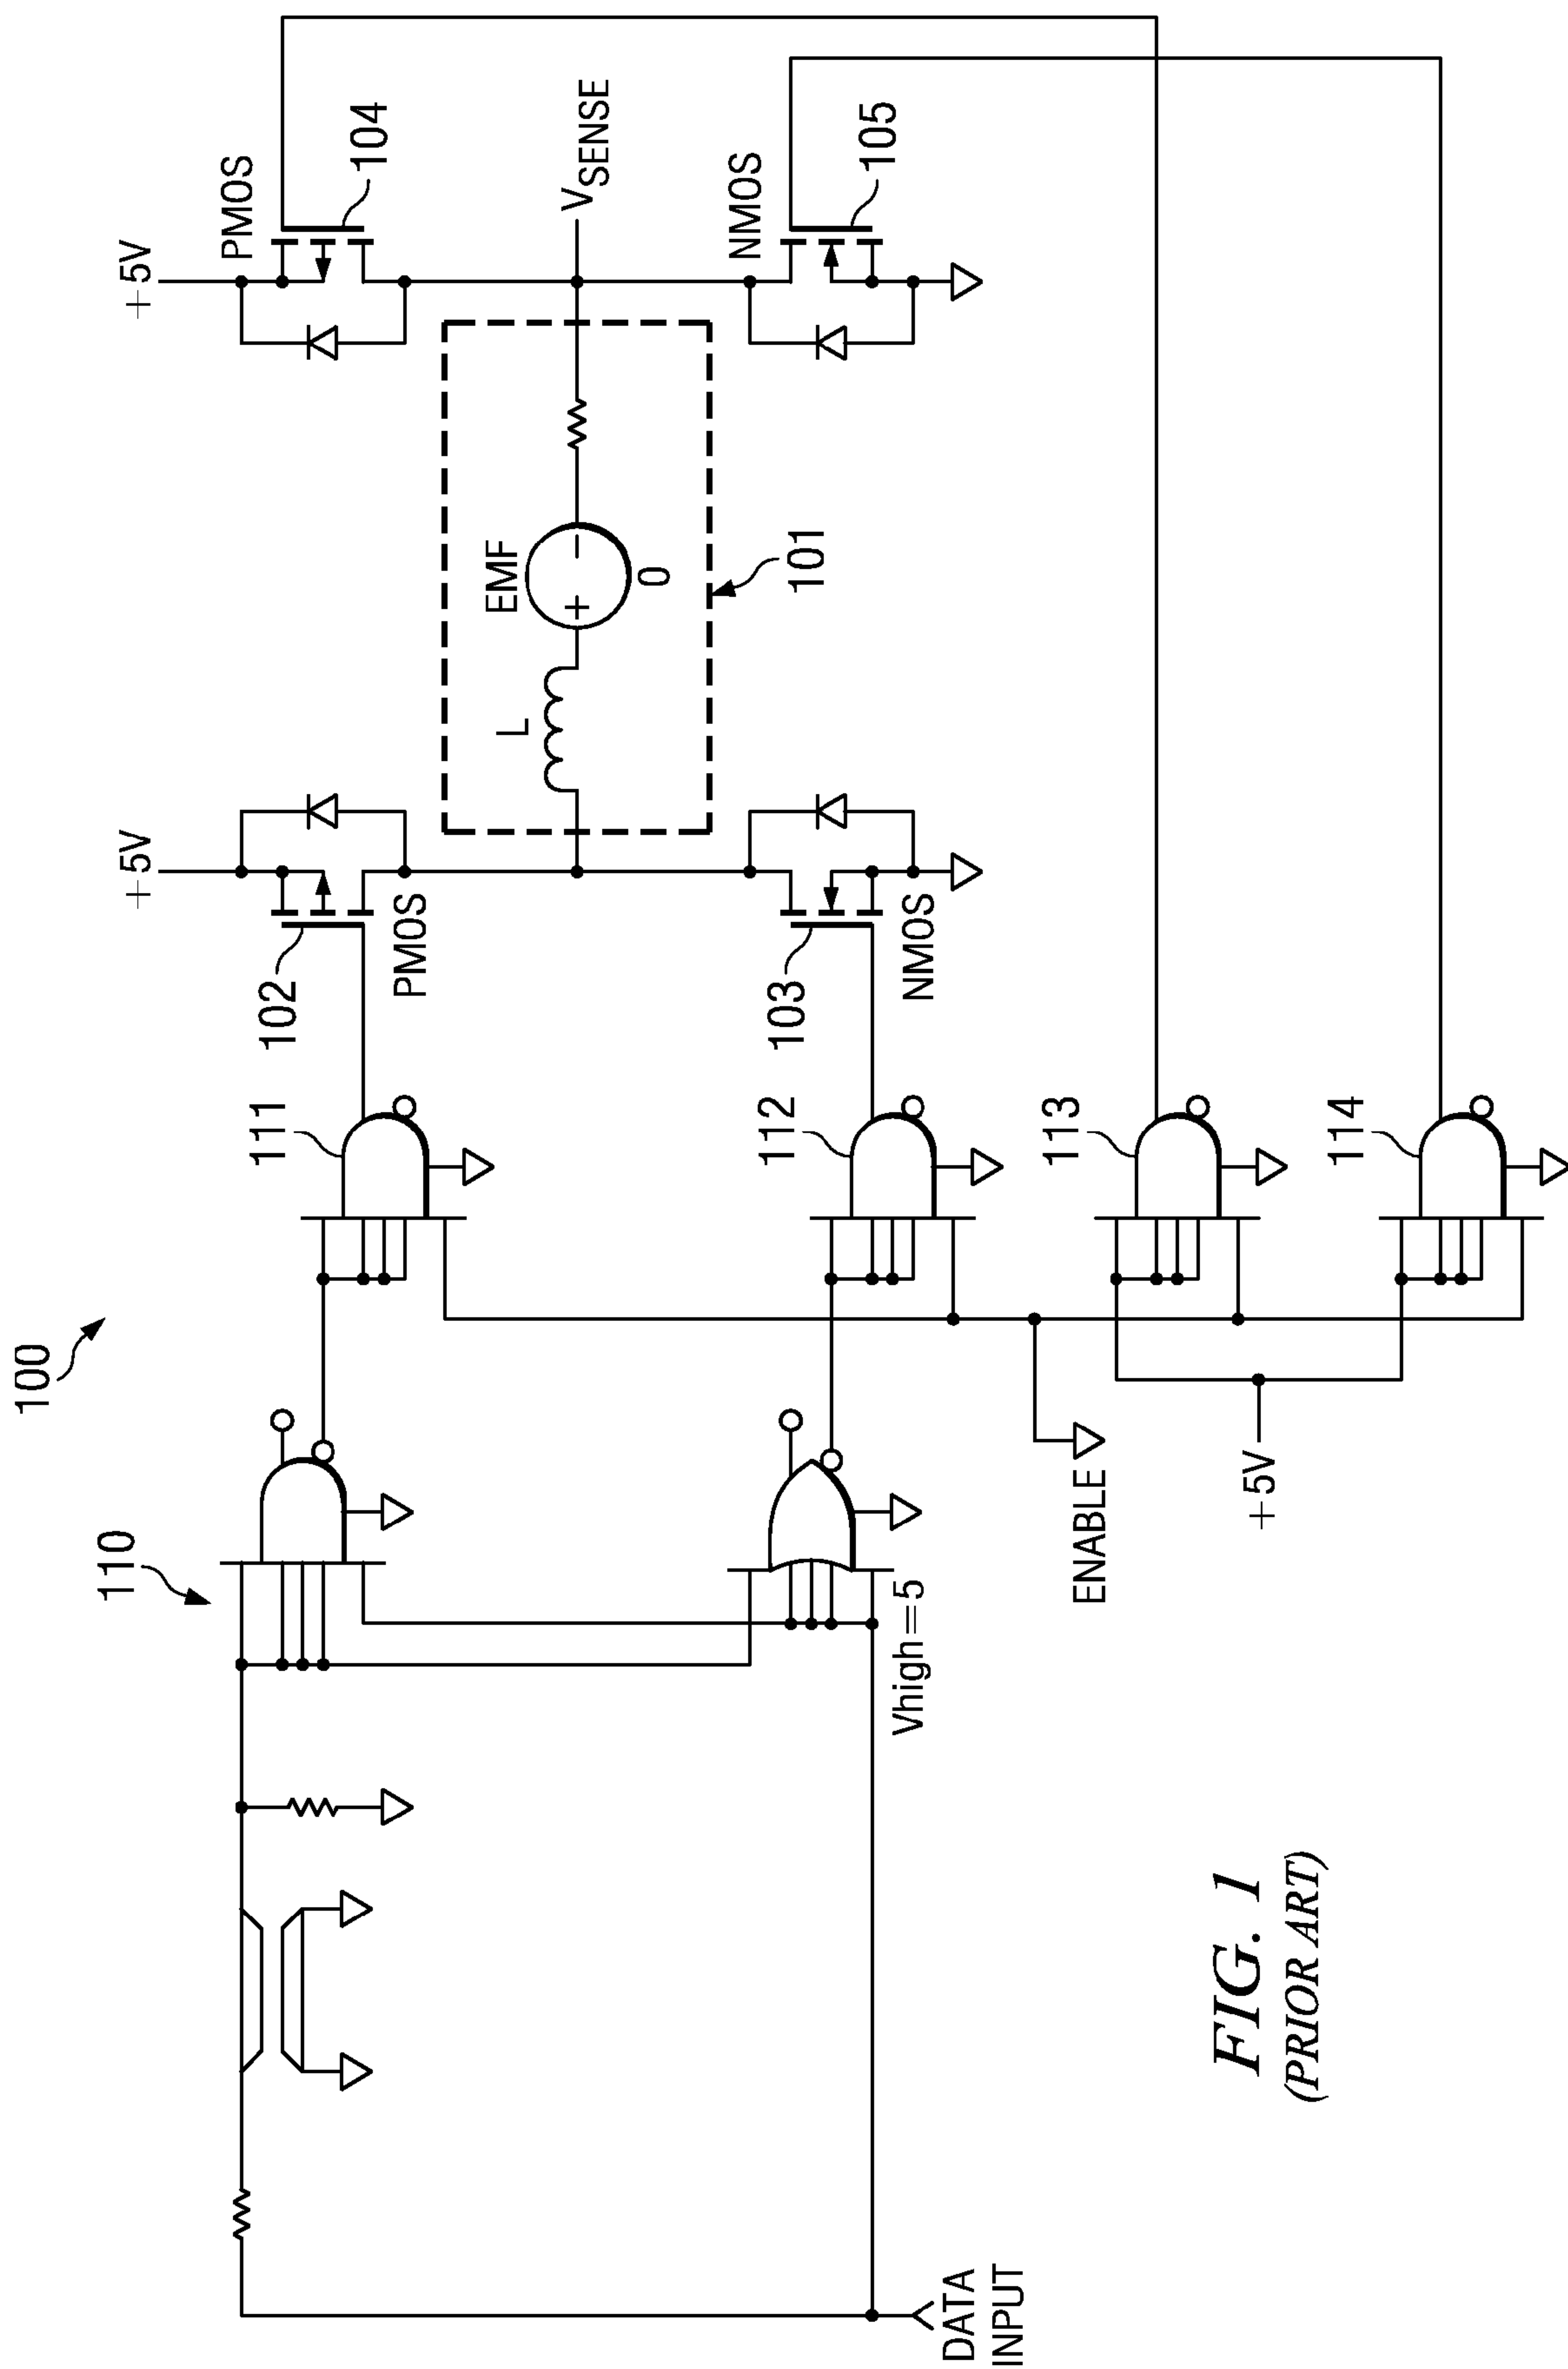 100
110
+5V
+5V
PMOS
104
102
PMOS
111
L
EMF
+ −
0
101
V SENSE
NMOS
105
103
NMOS
112
Vhigh=5
113
114
ENABLE
+5V
DATA
INPUT
FIG. 1
(PRIOR ART)